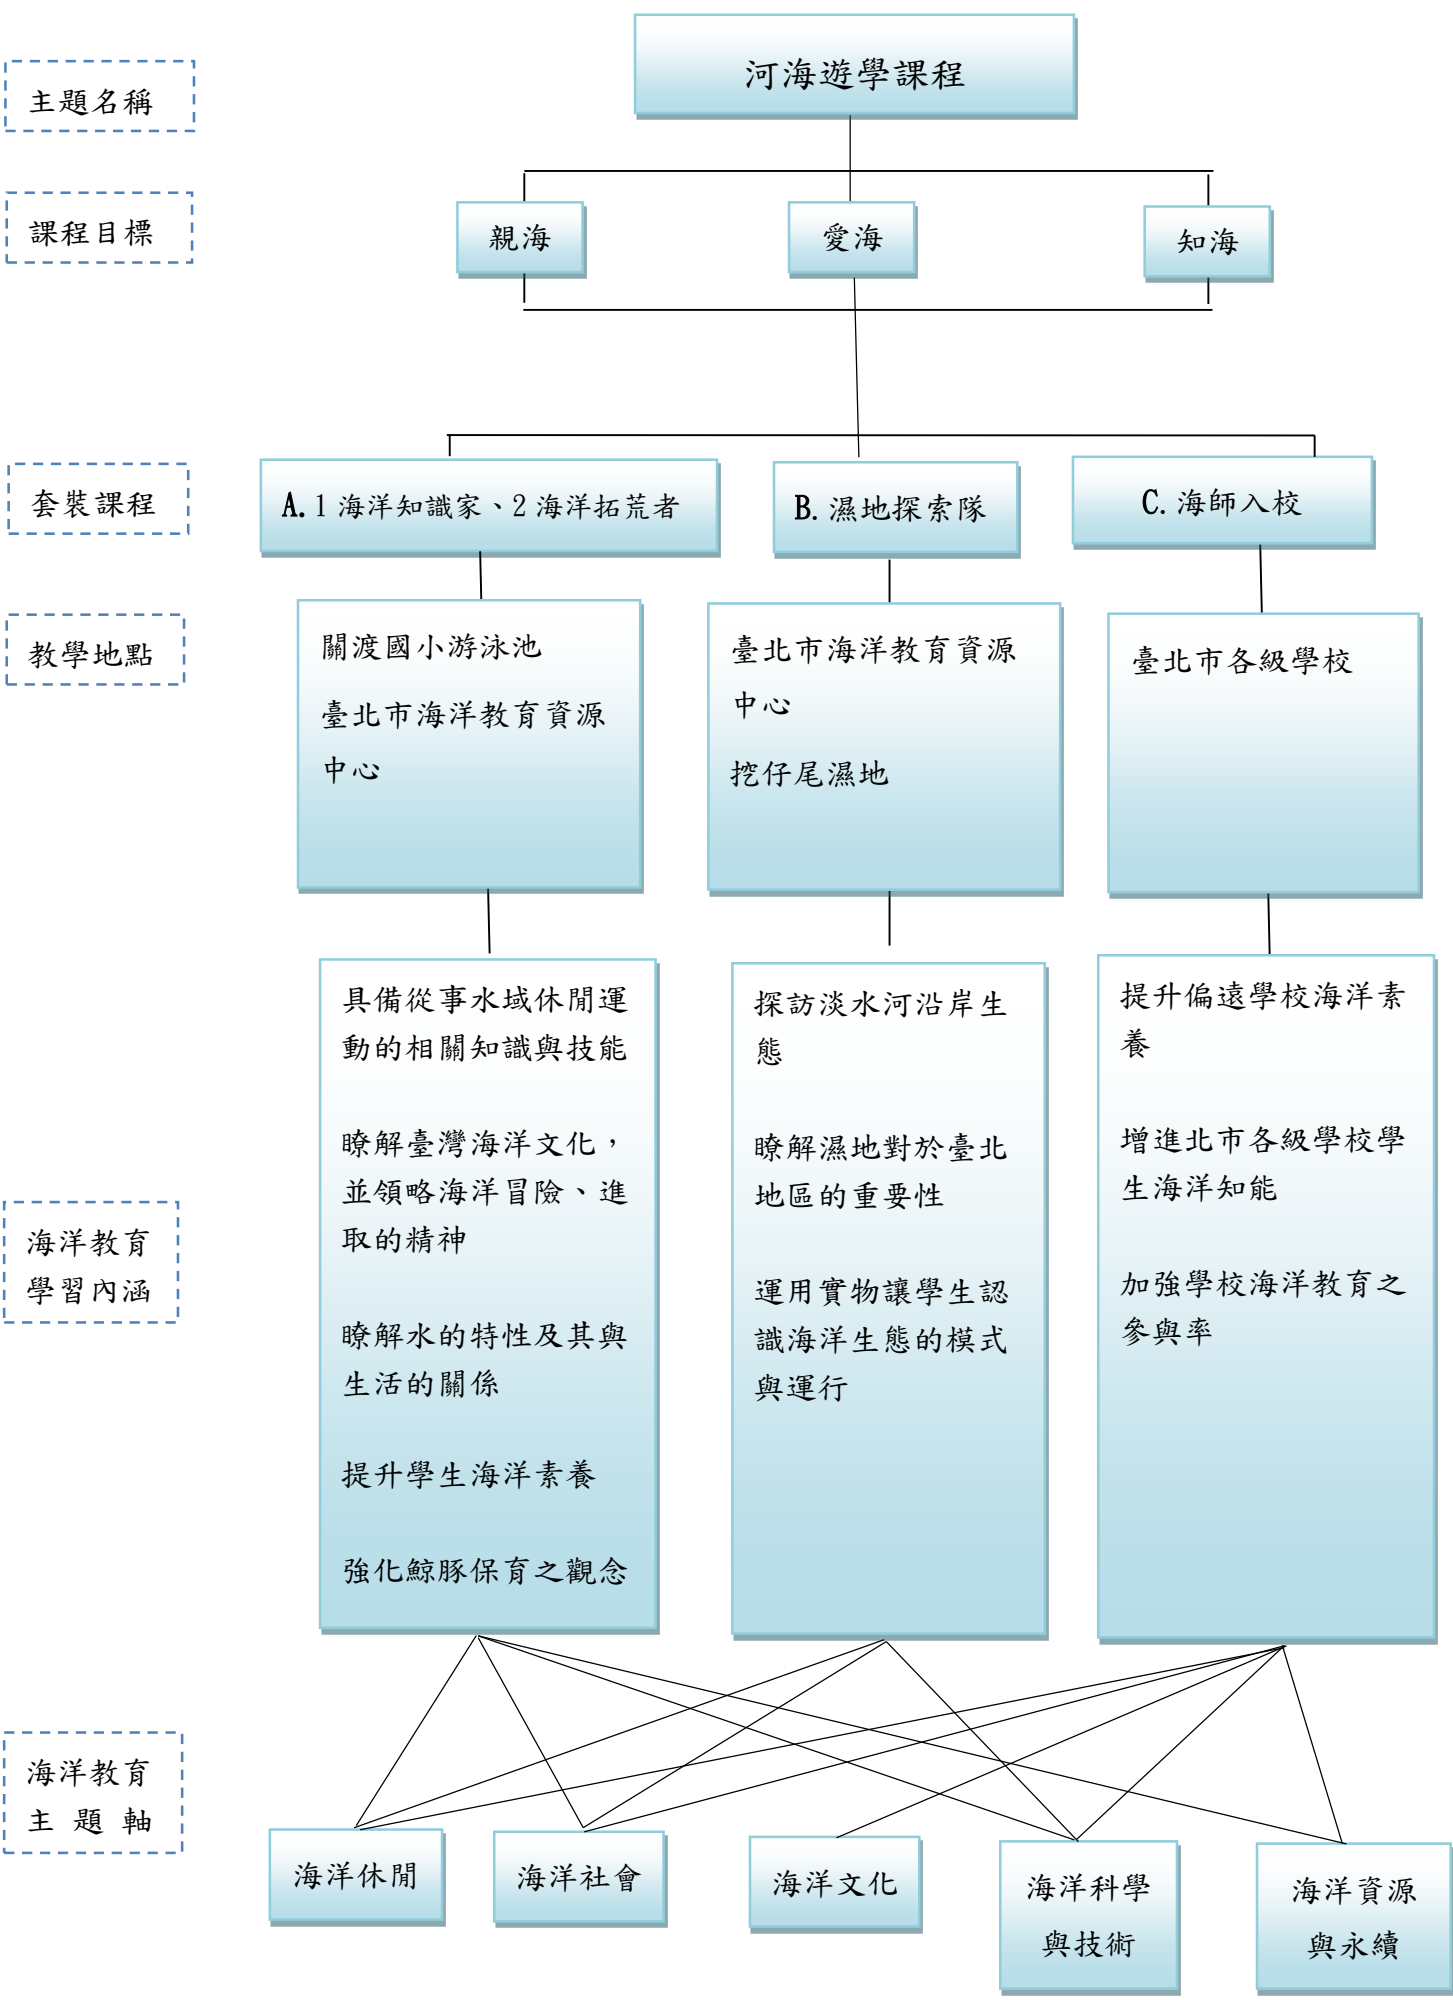 河海遊學課程
主題名稱
課程目標
親海
愛海
知海
套裝課程
A.1 海洋知識家、2 海洋拓荒者
B.濕地探索隊
C.海師入校
教學地點
關渡國小游泳池
臺北市海洋教育資源
中心
臺北市海洋教育資源
中心
挖仔尾濕地
臺北市各級學校
海洋教育
學習內涵
具備從事水域休閒運
動的相關知識與技能
瞭解臺灣海洋文化，
並領略海洋冒險、進
取的精神
瞭解水的特性及其與
生活的關係
提升學生海洋素養
強化鯨豚保育之觀念
探訪淡水河沿岸生
態
瞭解濕地對於臺北
地區的重要性
運用實物讓學生認
識海洋生態的模式
與運行
提升偏遠學校海洋素
養
增進北市各級學校學
生海洋知能
加強學校海洋教育之
參與率
海洋教育
主 題 軸
海洋休閒
海洋社會
海洋文化
海洋科學
與技術
海洋資源
與永續